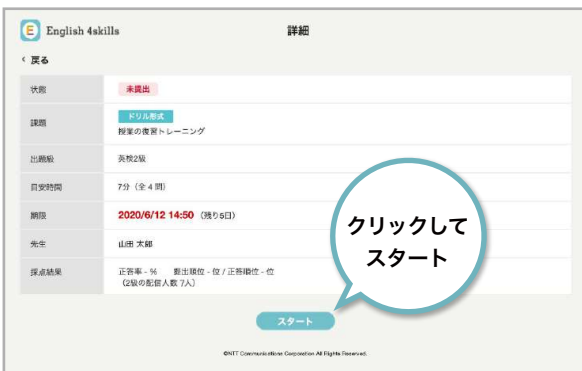 E English 4skills
詳細
< 戻る
状態 未提出
課題 ドリル形式
授業の復習トレーニング
出題級 英検2級
目安時間 7分（全4問）
期限 2020/6/12 14:50（残り5日）
先生 山田 太郎
採点結果 正答率 - % 提出順位 - 位 / 正答順位 - 位
（2級の配信人数 7人）
クリックして
スタート
スタート
©NTT Communications Corporation All Rights Reserved.